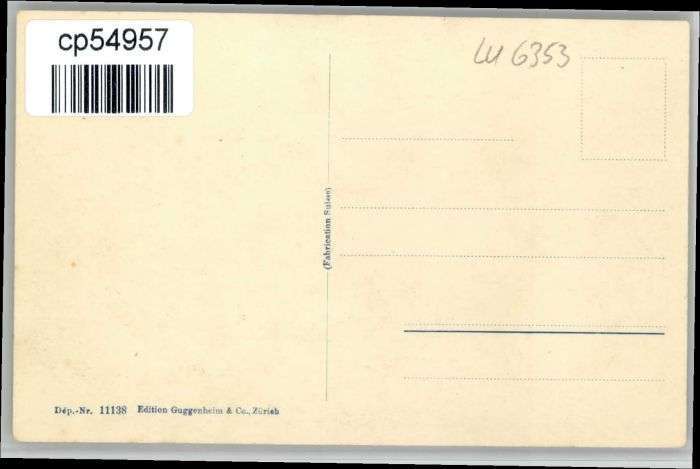 cp54957
LU 6353
(Fabrication Suisse)
Dép.-Nr. 11138 Edition Guggenheim & Co., Zürich